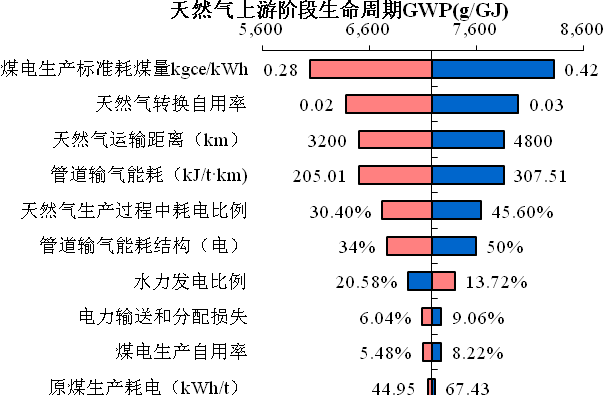 天然气上游阶段生命周期GWP(g/GJ)
5,600 6,600 7,600 8,600
煤电生产标准耗煤量kgce/kWh 0.28 0.42
天然气转换自用率 0.02 0.03
天然气运输距离（km） 3200 4800
管道输气能耗（kJ/t·km) 205.01 307.51
天然气生产过程中耗电比例 30.40% 45.60%
管道输气能耗结构（电） 34% 50%
水力发电比例 20.58% 13.72%
电力输送和分配损失 6.04% 9.06%
煤电生产自用率 5.48% 8.22%
原煤生产耗电（kWh/t） 44.95 67.43